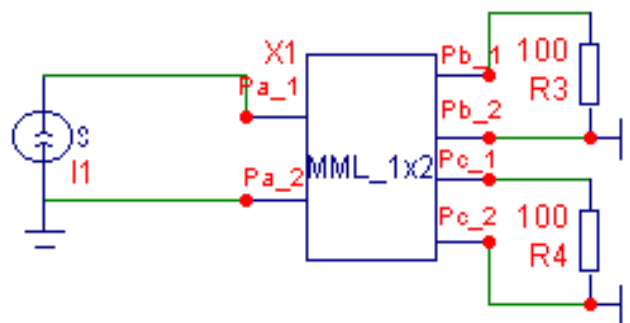 X1
Pa_1
Pa_2
MML_1x2
Pb_1
Pb_2
Pc_1
Pc_2
100
R3
100
R4
S
I1